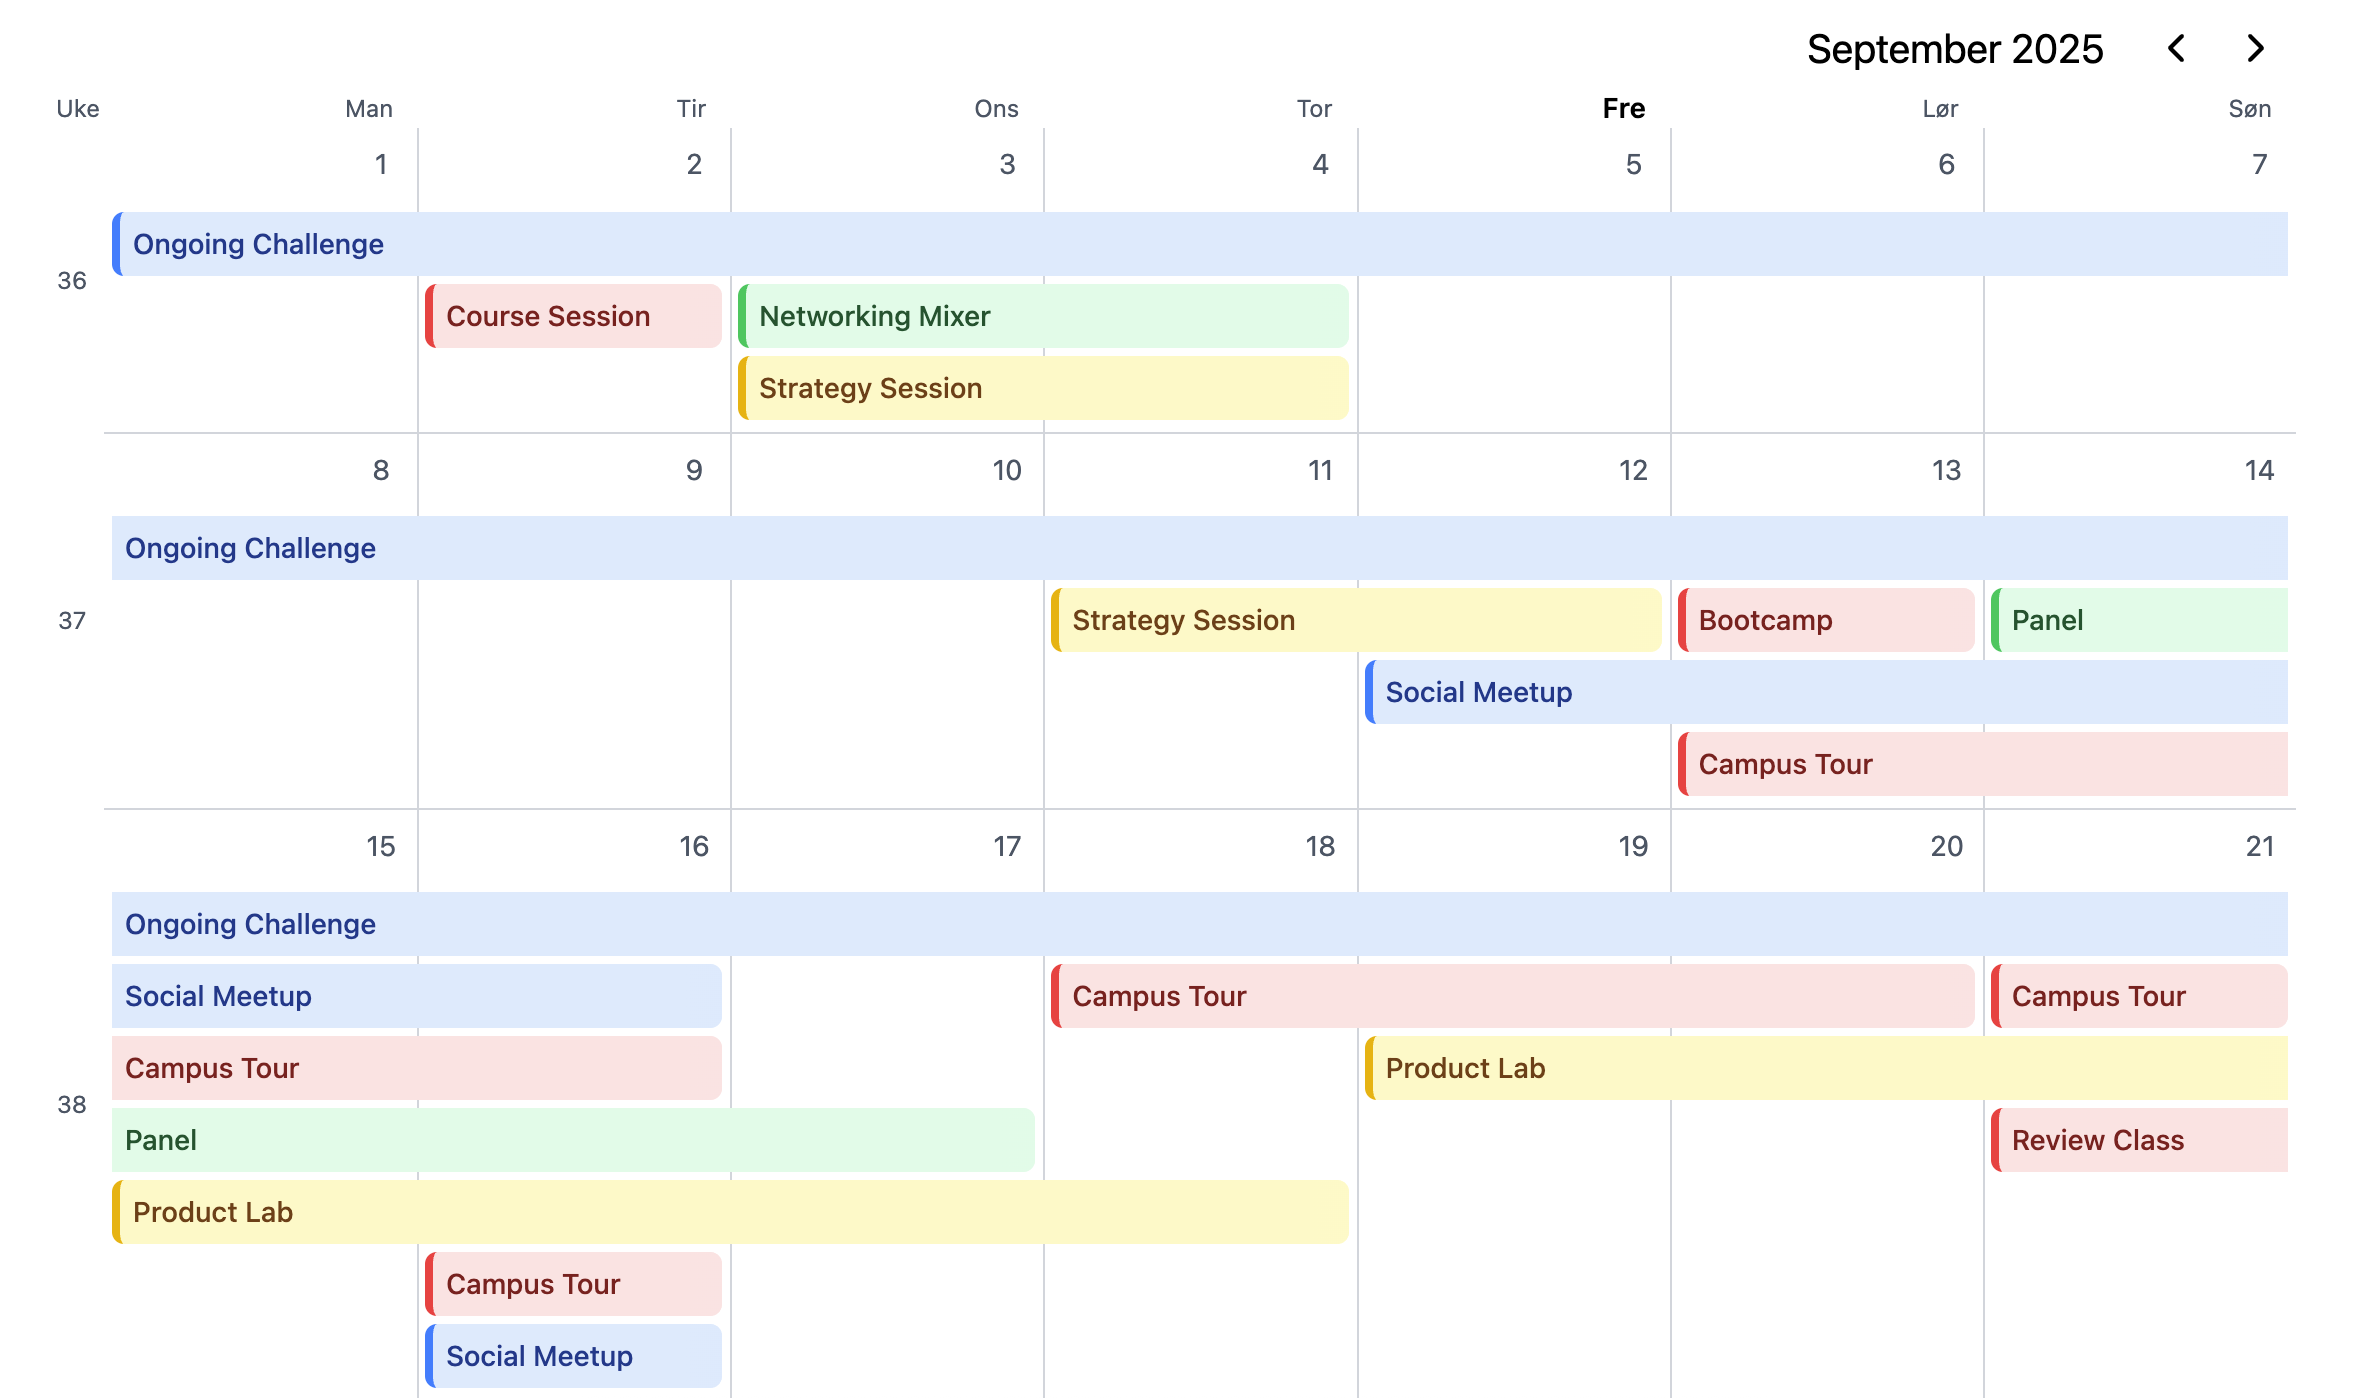 September 2025
Uke Man Tir Ons Tor Fre Lør Søn
1 2 3 4 5 6 7
Ongoing Challenge
36
Course Session Networking Mixer
Strategy Session
8 9 10 11 12 13 14
Ongoing Challenge
37 Strategy Session Bootcamp Panel
Social Meetup
Campus Tour
15 16 17 18 19 20 21
Ongoing Challenge
Social Meetup Campus Tour Campus Tour
Campus Tour Product Lab
38
Panel Review Class
Product Lab
Campus Tour
Social Meetup